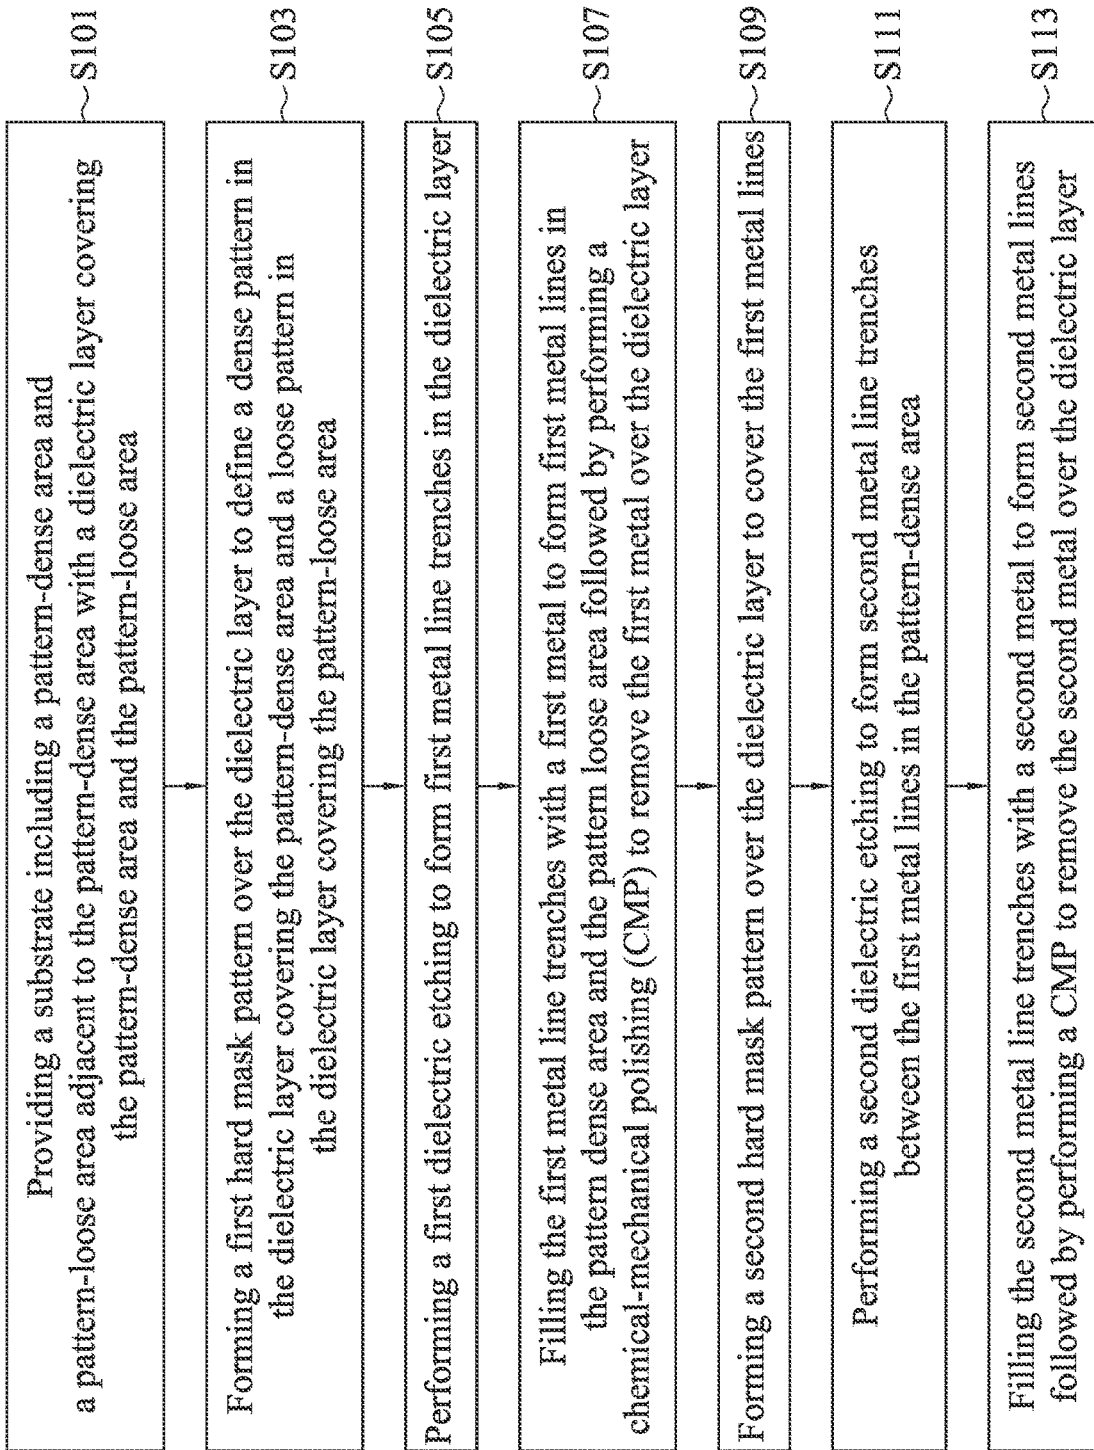 Providing a substrate including a pattern-dense area and
a pattern-loose area adjacent to the pattern-dense area with a dielectric layer covering
the pattern-dense area and the pattern-loose area
S101
Forming a first hard mask pattern over the dielectric layer to define a dense pattern in
the dielectric layer covering the pattern-dense area and a loose pattern in
the dielectric layer covering the pattern-loose area
S103
Performing a first dielectric etching to form first metal line trenches in the dielectric layer
S105
Filling the first metal line trenches with a first metal to form first metal lines in
the pattern dense area and the pattern loose area followed by performing a
chemical-mechanical polishing (CMP) to remove the first metal over the dielectric layer
S107
Forming a second hard mask pattern over the dielectric layer to cover the first metal lines
S109
Performing a second dielectric etching to form second metal line trenches
between the first metal lines in the pattern-dense area
S111
Filling the second metal line trenches with a second metal to form second metal lines
followed by performing a CMP to remove the second metal over the dielectric layer
S113